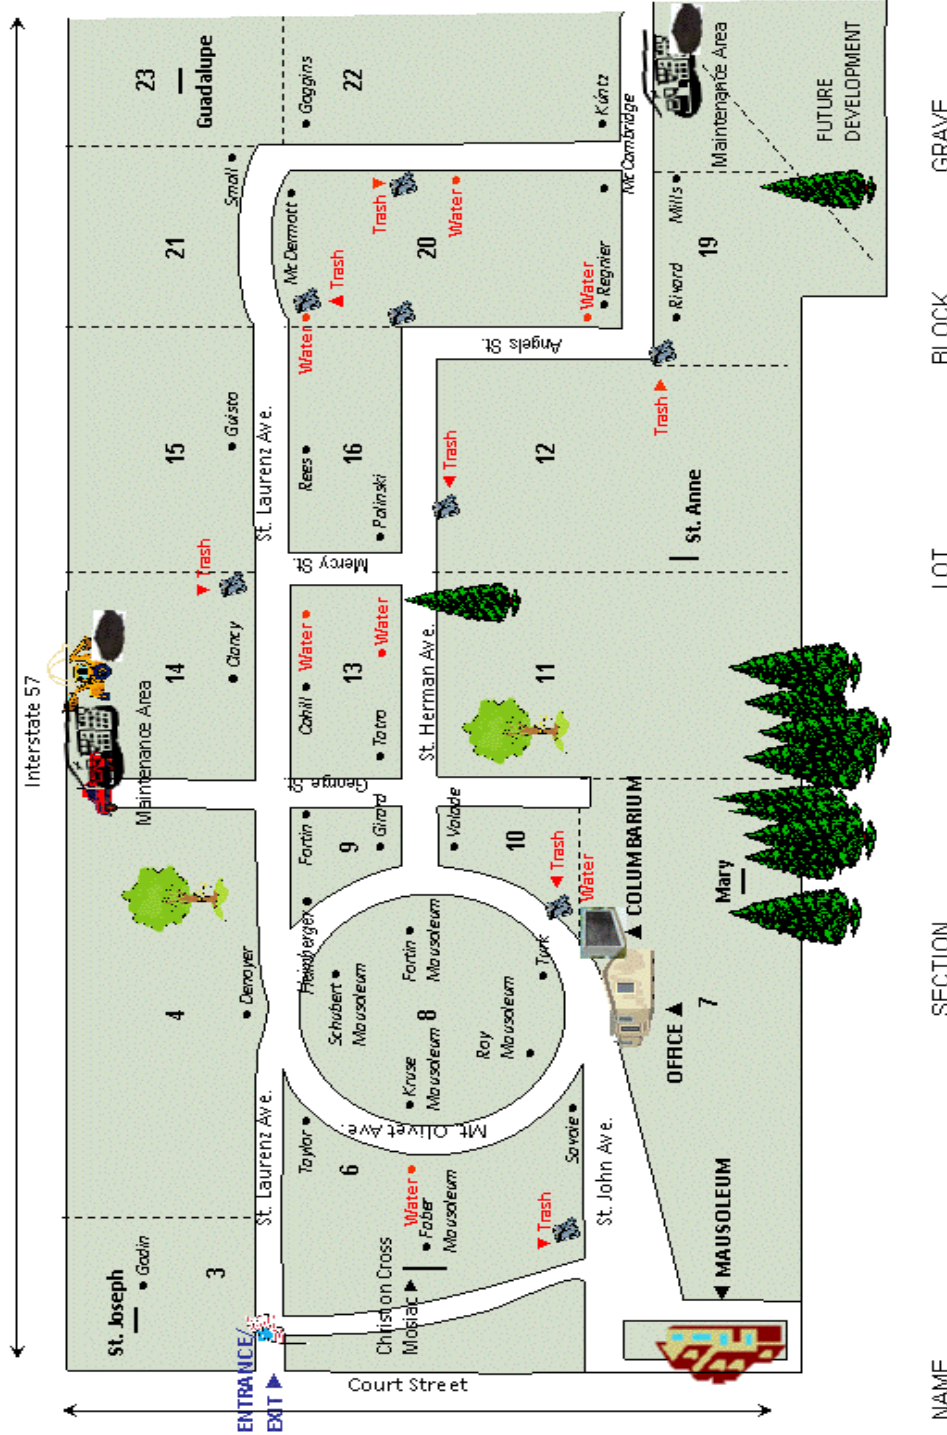 Interstate 57
23
Guadalupe
Goggins
22
Kuntz
McCambridge
Maintenance Area
FUTURE
DEVELOPMENT
21
Small
McDermott
Trash
Trash
20
Water
Water
Water
Regnier
Mills
19
Rivard
Angels St.
15
Guisto
St. Laurenz Ave.
Rees
16
Palinski
Trash
12
Trash
St. Anne
Mercy St.
Trash
14
Clancy
Maintenance Area
Water
Cahill
13
Water
Tatro
St. Herman Ave.
11
George St.
Fortin
9
Girard
Valade
10
Trash
Water
COLUMBARIUM
Mary
4
Denoyer
Heimberger
Schubert
Mausoleum
Fortin
Mausoleum
8
Kruse
Mausoleum
Ray
Mausoleum
Turk
OFFICE
7
St. Laurenz Ave.
Taylor
6
Mt. Olivet Ave.
Water
Faber
Mausoleum
Savoie
St. John Ave.
Trash
MAUSOLEUM
St. Joseph
Godin
3
Christ on Cross
Mosiac
ENTRANCE/
EXIT
Court Street
NAME
SECTION
LOT
BLOCK
GRAVE